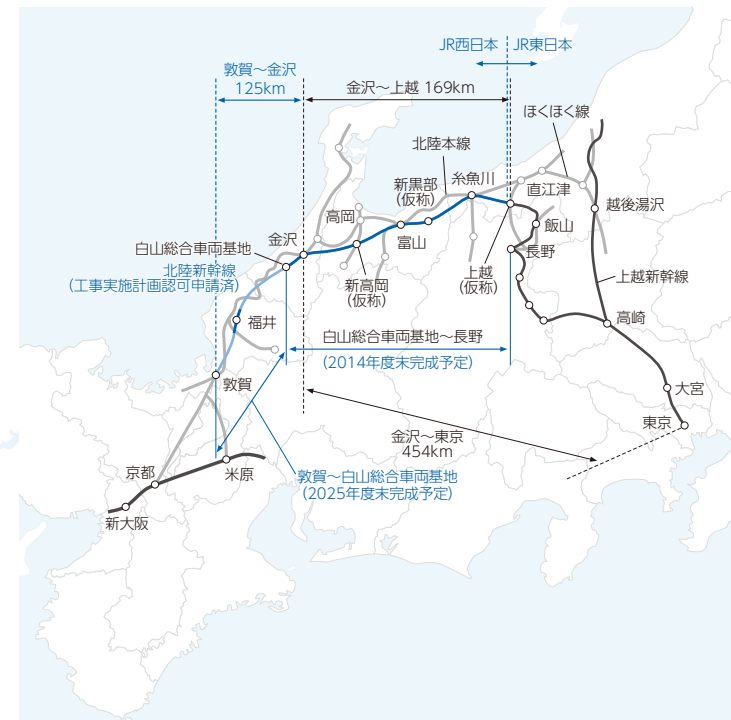 JR西日本
JR東日本
敦賀〜金沢
125km
金沢〜上越 169km
ほくほく線
北陸本線
糸魚川
新黒部
(仮称)
直江津
越後湯沢
高岡
飯山
金沢
富山
白山総合車両基地
長野
北陸新幹線
(工事実施計画認可申請済)
新高岡
(仮称)
上越
(仮称)
上越新幹線
福井
高崎
白山総合車両基地〜長野
(2014年度末完成予定)
敦賀
大宮
東京
金沢〜東京
454km
京都
米原
敦賀〜白山総合車両基地
(2025年度末完成予定)
新大阪